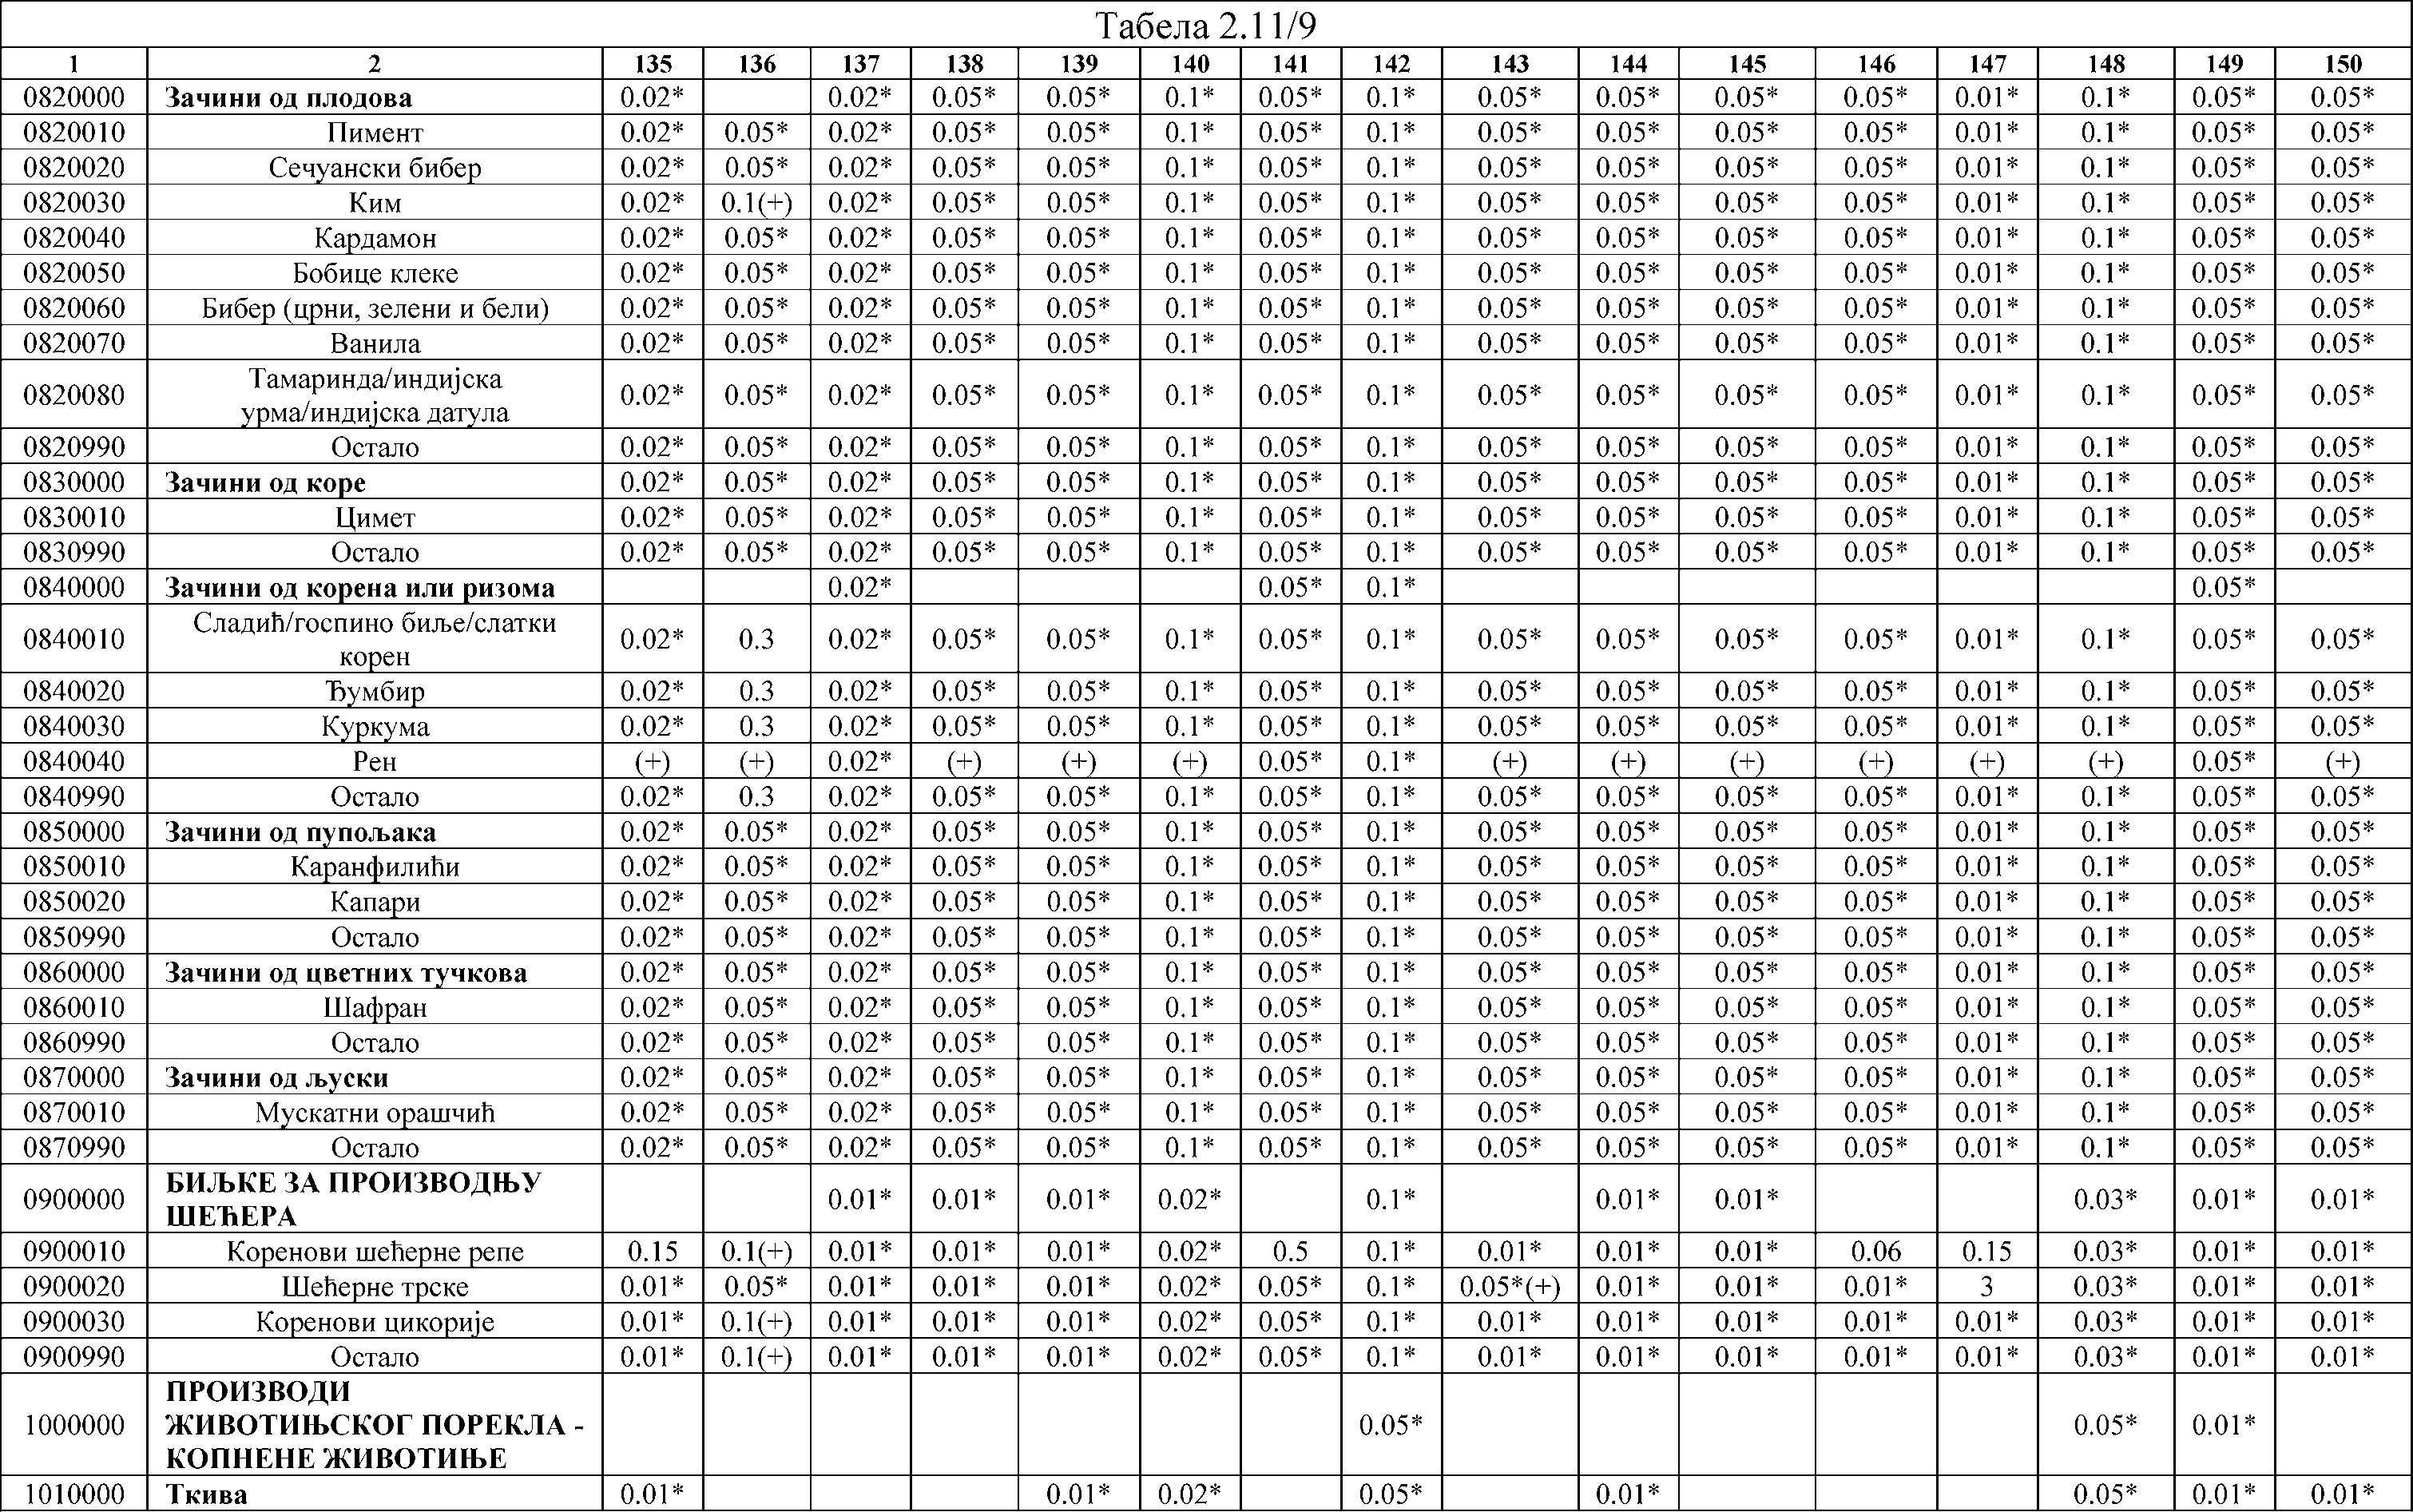 Табела 2.11/9
1 2 135 136 137 138 139 140 141 142 143 144 145 146 147 148 149 150
0820000 Зачини од плодова 0.02* 0.02* 0.05* 0.05* 0.1* 0.05* 0.1* 0.05* 0.05* 0.05* 0.05* 0.01* 0.1* 0.05* 0.05*
0820010 Пимент 0.02* 0.05* 0.02* 0.05* 0.05* 0.1* 0.05* 0.1* 0.05* 0.05* 0.05* 0.05* 0.01* 0.1* 0.05* 0.05*
0820020 Сечуански бибер 0.02* 0.05* 0.02* 0.05* 0.05* 0.1* 0.05* 0.1* 0.05* 0.05* 0.05* 0.05* 0.01* 0.1* 0.05* 0.05*
0820030 Ким 0.02* 0.1(+) 0.02* 0.05* 0.05* 0.1* 0.05* 0.1* 0.05* 0.05* 0.05* 0.05* 0.01* 0.1* 0.05* 0.05*
0820040 Кардамон 0.02* 0.05* 0.02* 0.05* 0.05* 0.1* 0.05* 0.1* 0.05* 0.05* 0.05* 0.05* 0.01* 0.1* 0.05* 0.05*
0820050 Бобице клеке 0.02* 0.05* 0.02* 0.05* 0.05* 0.1* 0.05* 0.1* 0.05* 0.05* 0.05* 0.05* 0.01* 0.1* 0.05* 0.05*
0820060 Бибер (црни, зелени и бели) 0.02* 0.05* 0.02* 0.05* 0.05* 0.1* 0.05* 0.1* 0.05* 0.05* 0.05* 0.05* 0.01* 0.1* 0.05* 0.05*
0820070 Ванила 0.02* 0.05* 0.02* 0.05* 0.05* 0.1* 0.05* 0.1* 0.05* 0.05* 0.05* 0.05* 0.01* 0.1* 0.05* 0.05*
Тамаринда/индијска
0820080 урма/индијска датула 0.02* 0.05* 0.02* 0.05* 0.05* 0.1* 0.05* 0.1* 0.05* 0.05* 0.05* 0.05* 0.01* 0.1* 0.05* 0.05*
0820990 Остало 0.02* 0.05* 0.02* 0.05* 0.05* 0.1* 0.05* 0.1* 0.05* 0.05* 0.05* 0.05* 0.01* 0.1* 0.05* 0.05*
0830000 Зачини од коре 0.02* 0.05* 0.02* 0.05* 0.05* 0.1* 0.05* 0.1* 0.05* 0.05* 0.05* 0.05* 0.01* 0.1* 0.05* 0.05*
0830010 Цимет 0.02* 0.05* 0.02* 0.05* 0.05* 0.1* 0.05* 0.1* 0.05* 0.05* 0.05* 0.05* 0.01* 0.1* 0.05* 0.05*
0830990 Остало 0.02* 0.05* 0.02* 0.05* 0.05* 0.1* 0.05* 0.1* 0.05* 0.05* 0.05* 0.05* 0.01* 0.1* 0.05* 0.05*
0840000 Зачини од корена или ризома 0.02* 0.05* 0.1* 0.05*
Сладић/госпино биље/слатки
0840010 корен 0.02* 0.3 0.02* 0.05* 0.05* 0.1* 0.05* 0.1* 0.05* 0.05* 0.05* 0.05* 0.01* 0.1* 0.05* 0.05*
0840020 Ђумбир 0.02* 0.3 0.02* 0.05* 0.05* 0.1* 0.05* 0.1* 0.05* 0.05* 0.05* 0.05* 0.01* 0.1* 0.05* 0.05*
0840030 Куркума 0.02* 0.3 0.02* 0.05* 0.05* 0.1* 0.05* 0.1* 0.05* 0.05* 0.05* 0.05* 0.01* 0.1* 0.05* 0.05*
0840040 Рен (+) (+) 0.02* (+) (+) (+) 0.05* 0.1* (+) (+) (+) (+) (+) (+) 0.05* (+)
0840990 Остало 0.02* 0.3 0.02* 0.05* 0.05* 0.1* 0.05* 0.1* 0.05* 0.05* 0.05* 0.05* 0.01* 0.1* 0.05* 0.05*
0850000 Зачини од пупољака 0.02* 0.05* 0.02* 0.05* 0.05* 0.1* 0.05* 0.1* 0.05* 0.05* 0.05* 0.05* 0.01* 0.1* 0.05* 0.05*
0850010 Каранфилићи 0.02* 0.05* 0.02* 0.05* 0.05* 0.1* 0.05* 0.1* 0.05* 0.05* 0.05* 0.05* 0.01* 0.1* 0.05* 0.05*
0850020 Капари 0.02* 0.05* 0.02* 0.05* 0.05* 0.1* 0.05* 0.1* 0.05* 0.05* 0.05* 0.05* 0.01* 0.1* 0.05* 0.05*
0850990 Остало 0.02* 0.05* 0.02* 0.05* 0.05* 0.1* 0.05* 0.1* 0.05* 0.05* 0.05* 0.05* 0.01* 0.1* 0.05* 0.05*
0860000 Зачини од цветних тучкова 0.02* 0.05* 0.02* 0.05* 0.05* 0.1* 0.05* 0.1* 0.05* 0.05* 0.05* 0.05* 0.01* 0.1* 0.05* 0.05*
0860010 Шафран 0.02* 0.05* 0.02* 0.05* 0.05* 0.1* 0.05* 0.1* 0.05* 0.05* 0.05* 0.05* 0.01* 0.1* 0.05* 0.05*
0860990 Остало 0.02* 0.05* 0.02* 0.05* 0.05* 0.1* 0.05* 0.1* 0.05* 0.05* 0.05* 0.05* 0.01* 0.1* 0.05* 0.05*
0870000 Зачини од љуски 0.02* 0.05* 0.02* 0.05* 0.05* 0.1* 0.05* 0.1* 0.05* 0.05* 0.05* 0.05* 0.01* 0.1* 0.05* 0.05*
0870010 Мускатни орашчић 0.02* 0.05* 0.02* 0.05* 0.05* 0.1* 0.05* 0.1* 0.05* 0.05* 0.05* 0.05* 0.01* 0.1* 0.05* 0.05*
0870990 Остало 0.02* 0.05* 0.02* 0.05* 0.05* 0.1* 0.05* 0.1* 0.05* 0.05* 0.05* 0.05* 0.01* 0.1* 0.05* 0.05*
БИЉКЕ ЗА ПРОИЗВОДЊУ
0900000 ШЕЋЕРА 0.01* 0.01* 0.01* 0.02* 0.1* 0.01* 0.01* 0.03* 0.01* 0.01*
0900010 Коренови шећерне репе 0.15 0.1(+) 0.01* 0.01* 0.01* 0.02* 0.5 0.1* 0.01* 0.01* 0.01* 0.06 0.15 0.03* 0.01* 0.01*
0900020 Шећерне трске 0.01* 0.05* 0.01* 0.01* 0.01* 0.02* 0.05* 0.1* 0.05*(+) 0.01* 0.01* 0.01* 3 0.03* 0.01* 0.01*
0900030 Коренови цикорије 0.01* 0.1(+) 0.01* 0.01* 0.01* 0.02* 0.05* 0.1* 0.01* 0.01* 0.01* 0.01* 0.01* 0.03* 0.01* 0.01*
0900990 Остало 0.01* 0.1(+) 0.01* 0.01* 0.01* 0.02* 0.05* 0.1* 0.01* 0.01* 0.01* 0.01* 0.01* 0.03* 0.01* 0.01*
ПРОИЗВОДИ
1000000 ЖИВОТИЊСКОГ ПОРЕКЛА - 0.05* 0.05* 0.01*
КОПНЕНЕ ЖИВОТИЊЕ
1010000 Ткива 0.01* 0.01* 0.02* 0.05* 0.01* 0.05* 0.01* 0.01*